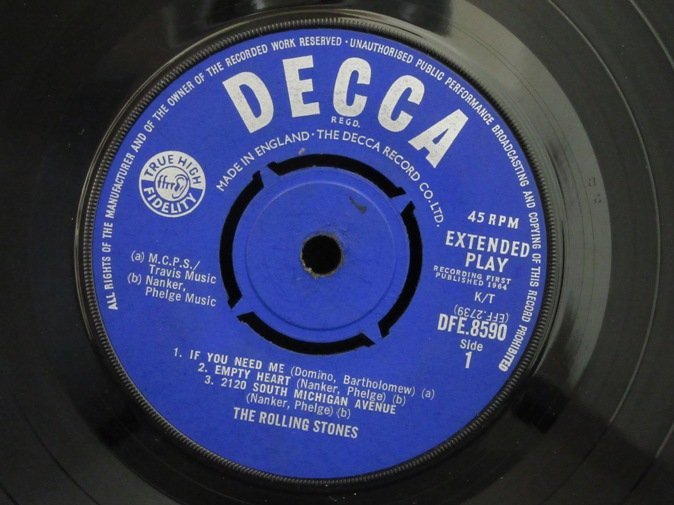 ALL RIGHTS OF THE MANUFACTURER AND OF THE OWNER OF THE RECORDED WORK RESERVED · UNAUTHORISED PUBLIC PERFORMANCE BROADCASTING AND COPYING OF THIS RECORD PROHIBITED
DECCA
REGD.
MADE IN ENGLAND · THE DECCA RECORD CO. LTD.
TRUE HIGH
ffrr
FIDELITY
45 RPM
EXTENDED
PLAY
RECORDING FIRST
PUBLISHED 1964
K/T
(EFF.2739)
DFE.8590
Side
1
(a) M.C.P.S./
Travis Music
(b) Nanker,
Phelge Music
1. IF YOU NEED ME (Domino, Bartholomew) (a)
2. EMPTY HEART (Nanker, Phelge) (b)
3. 2120 SOUTH MICHIGAN AVENUE
(Nanker, Phelge) (b)
THE ROLLING STONES